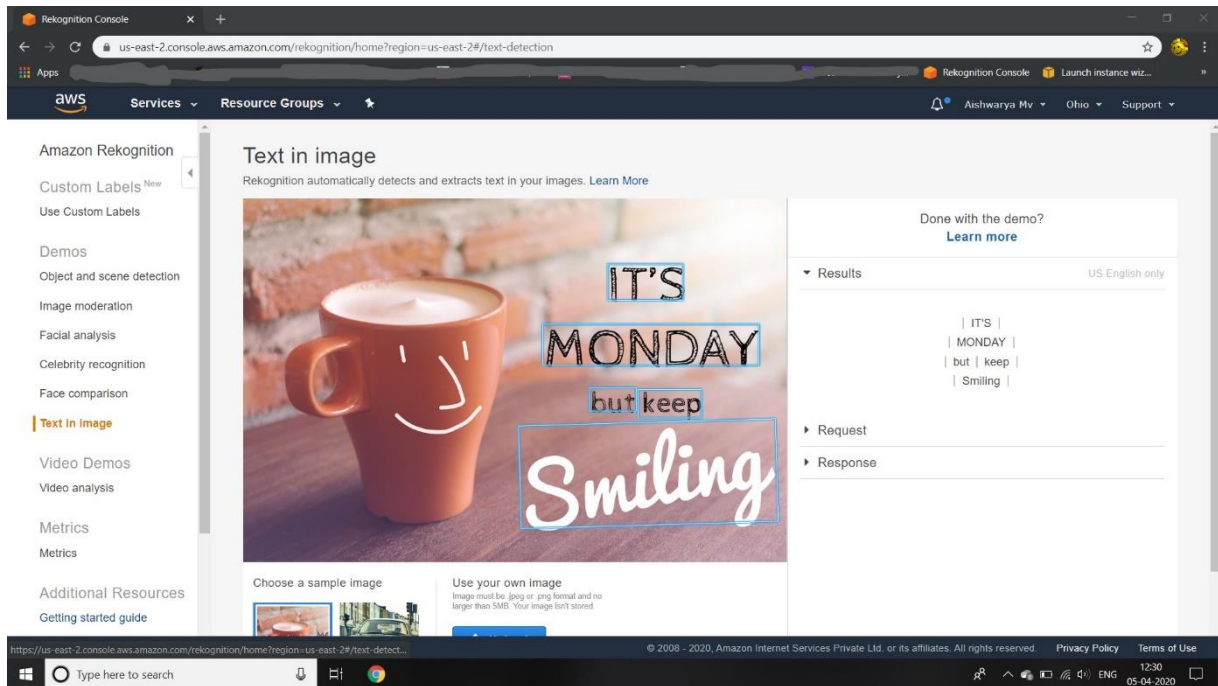 Rekognition Console
us-east-2.console.aws.amazon.com/rekognition/home?region=us-east-2#/text-detection
Apps
Rekognition Console
Launch instance wiz...
aws
Services
Resource Groups
Aishwarya Mv
Ohio
Support
Amazon Rekognition
Custom Labels New
Use Custom Labels
Demos
Object and scene detection
Image moderation
Facial analysis
Celebrity recognition
Face comparison
Text in image
Video Demos
Video analysis
Metrics
Metrics
Additional Resources
Getting started guide
Text in image
Rekognition automatically detects and extracts text in your images. Learn More
IT'S
MONDAY
but keep
Smiling
Choose a sample image
Use your own image
Image must be .jpeg or .png format and no
larger than 5MB. Your image isn't stored.
Done with the demo?
Learn more
Results
US English only
| IT'S |
| MONDAY |
| but | keep |
| Smiling |
Request
Response
https://us-east-2.console.aws.amazon.com/rekognition/home?region=us-east-2#/text-detect...
© 2008 - 2020, Amazon Internet Services Private Ltd. or its affiliates. All rights reserved.
Privacy Policy
Terms of Use
Type here to search
ENG
12:30
05-04-2020